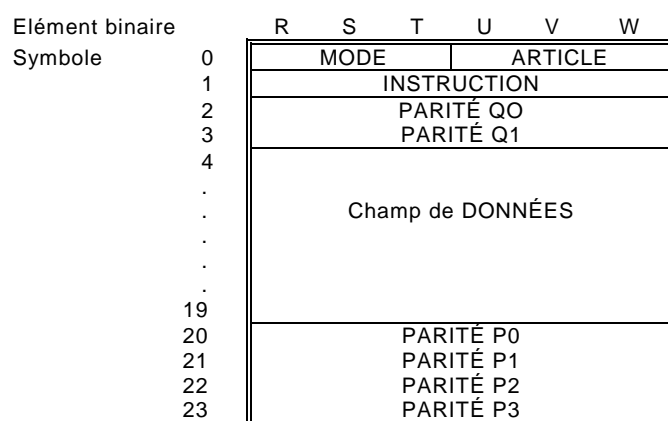 Elément binaire R S T U V W
Symbole 0 MODE ARTICLE
1 INSTRUCTION
2 PARITÉ QO
3 PARITÉ Q1
4
.
. Champ de DONNÉES
.
.
.
19
20 PARITÉ P0
21 PARITÉ P1
22 PARITÉ P2
23 PARITÉ P3